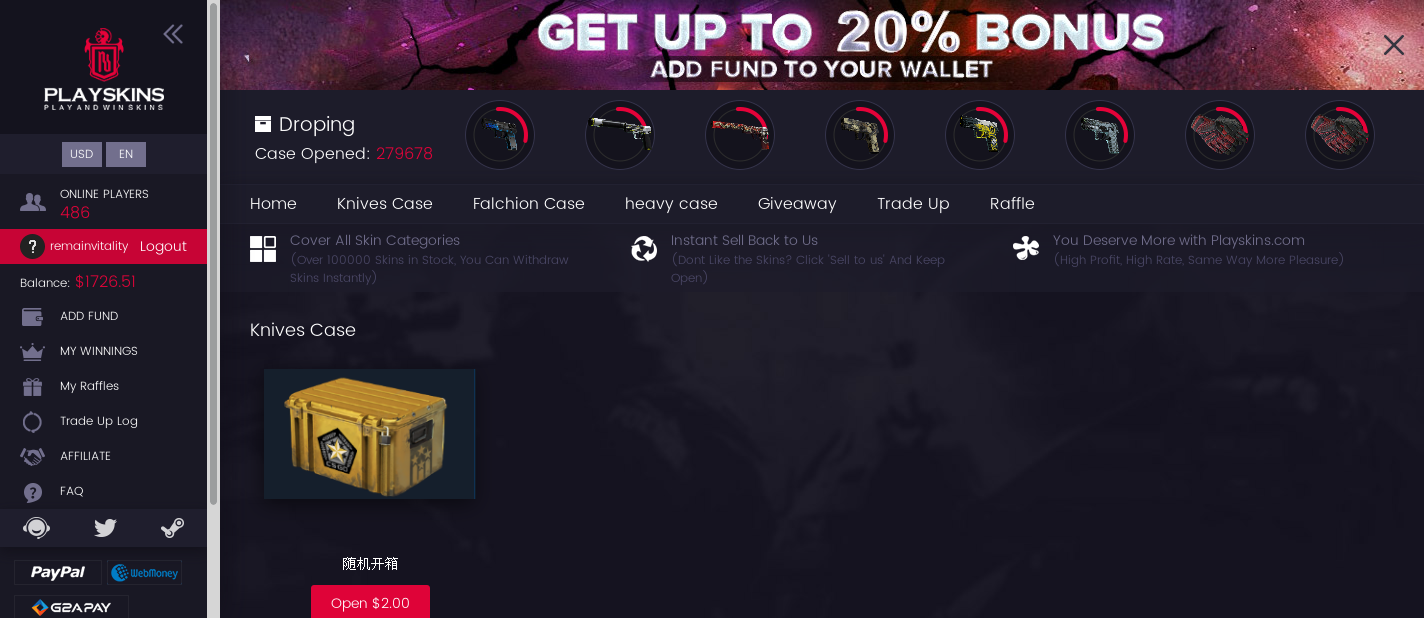 GET UP TO 20% BONUS
ADD FUND TO YOUR WALLET
PLAYSKINS
PLAY AND WIN SKINS
USD EN
ONLINE PLAYERS
486
? remainvitality Logout
Balance: $1726.51
ADD FUND
MY WINNINGS
My Raffles
Trade Up Log
AFFILIATE
FAQ
PayPal WebMoney
G2A PAY
Droping
Case Opened: 279678
Home Knives Case Falchion Case heavy case Giveaway Trade Up Raffle
Cover All Skin Categories
(Over 100000 Skins in Stock, You Can Withdraw
Skins Instantly)
Instant Sell Back to Us
(Dont Like the Skins? Click 'Sell to us' And Keep
Open)
You Deserve More with Playskins.com
(High Profit, High Rate, Same Way More Pleasure)
Knives Case
CS GO
随机开箱
Open $2.00